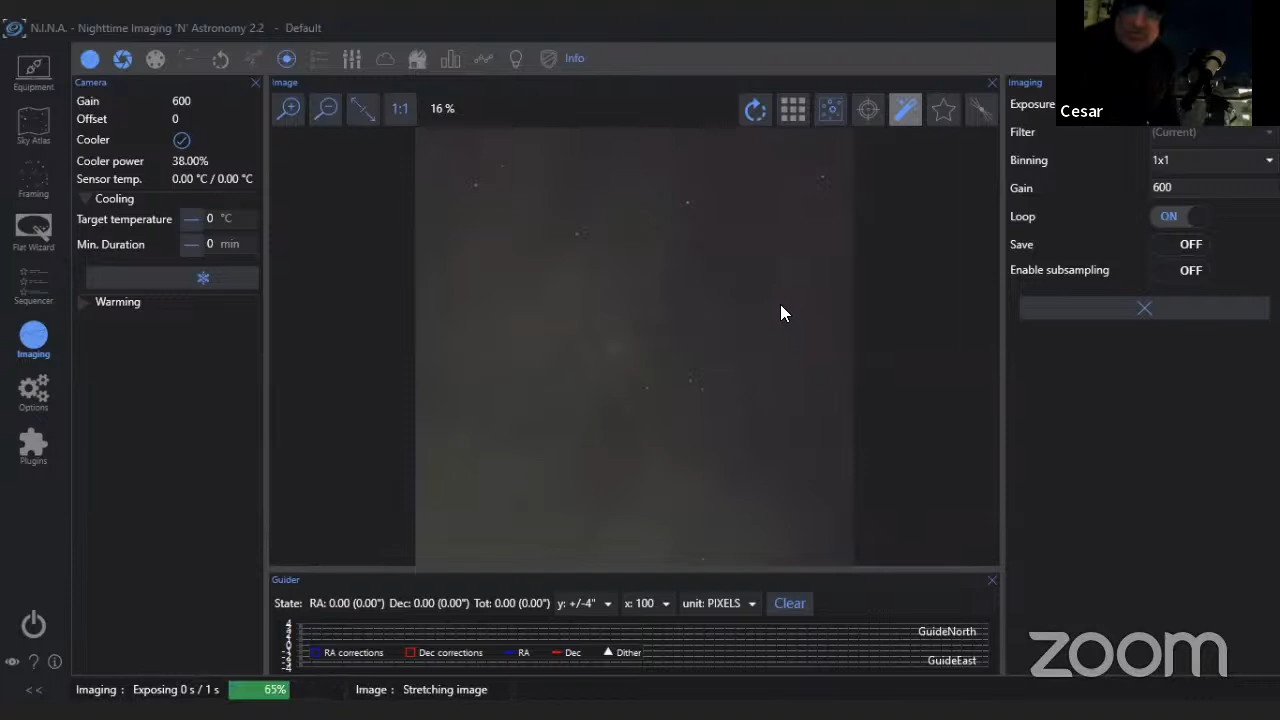 N.I.N.A. - Nighttime Imaging 'N' Astronomy 2.2 - Default
Cesar
Equipment
Sky Atlas
Framing
Flat Wizard
Sequencer
Imaging
Options
Plugins
<<
Info
Camera
Gain 600
Offset 0
Cooler
Cooler power 38.00%
Sensor temp. 0.00 °C / 0.00 °C
Cooling
Target temperature 0 °C
Min. Duration 0 min
Warming
Image
1:1 16 %
Imaging
Exposure
Filter (Current)
Binning 1x1
Gain 600
Loop ON
Save OFF
Enable subsampling OFF
Guider
State: RA: 0.00 (0.00") Dec: 0.00 (0.00") Tot: 0.00 (0.00") y: +/-4" x: 100 unit: PIXELS Clear
GuideNorth
RA corrections Dec corrections RA Dec Dither
GuideEast
Imaging : Exposing 0 s / 1 s 65% Image : Stretching image
zoom